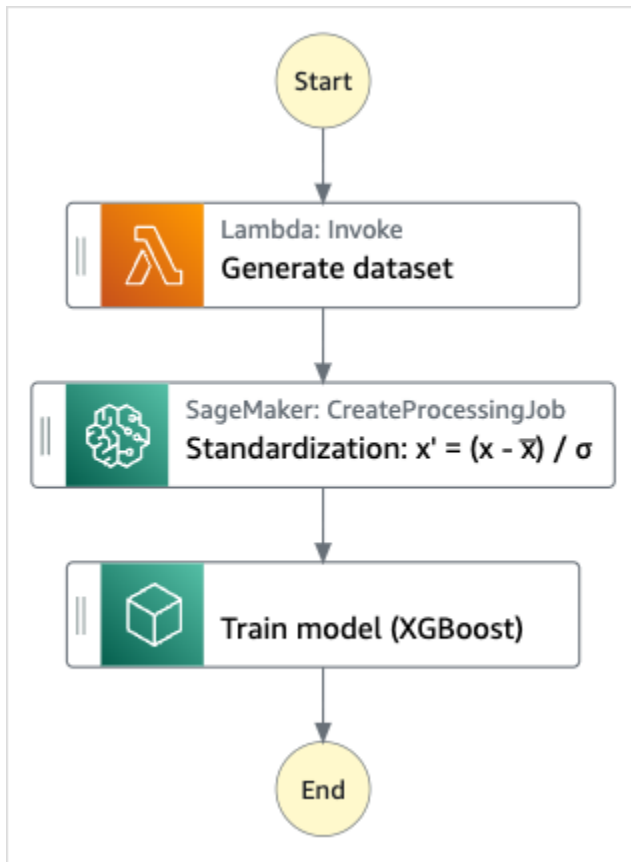 Start
Lambda: Invoke
Generate dataset
SageMaker: CreateProcessingJob
Standardization: x' = (x - x̅) / σ
Train model (XGBoost)
End